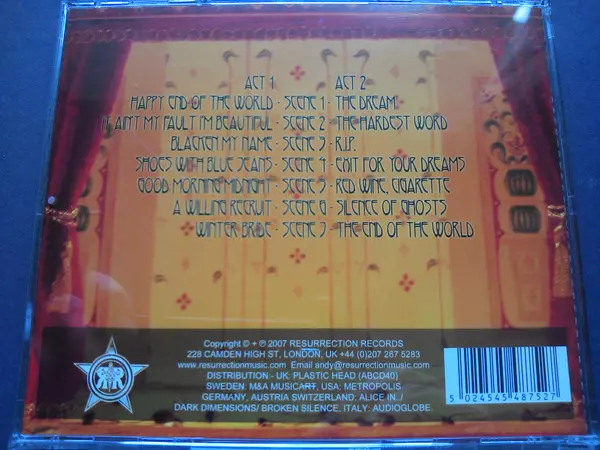 ACT 1 ACT 2
HAPPY END OF THE WORLD - SCENE 1 - THE DREAM
IT AIN'T MY FAULT I'M BEAUTIFUL - SCENE 2 - THE HARDEST WORD
BLACKEN MY NAME - SCENE 3 - R.I.P.
SHOES WITH BLUE JEANS - SCENE 4 - EXIT FOR YOUR DREAMS
GOOD MORNING MIDNIGHT - SCENE 5 - RED WINE, CIGARETTE
A WILLING RECRUIT - SCENE 6 - SILENCE OF GHOSTS
WINTER BRIDE - SCENE 7 - THE END OF THE WORLD
Copyright © + ℗ 2007 RESURRECTION RECORDS
228 CAMDEN HIGH ST, LONDON, UK +44 (0)207 267 5283
www.resurrectionmusic.com Email andy@resurrectionmusic.com
DISTRIBUTION:- UK: PLASTIC HEAD (ABCD40)
SWEDEN: M&A MUSICART, USA: METROPOLIS
GERMANY, AUSTRIA SWITZERLAND: ALICE IN../
DARK DIMENSIONS/ BROKEN SILENCE, ITALY: AUDIOGLOBE.
5 024545 487527